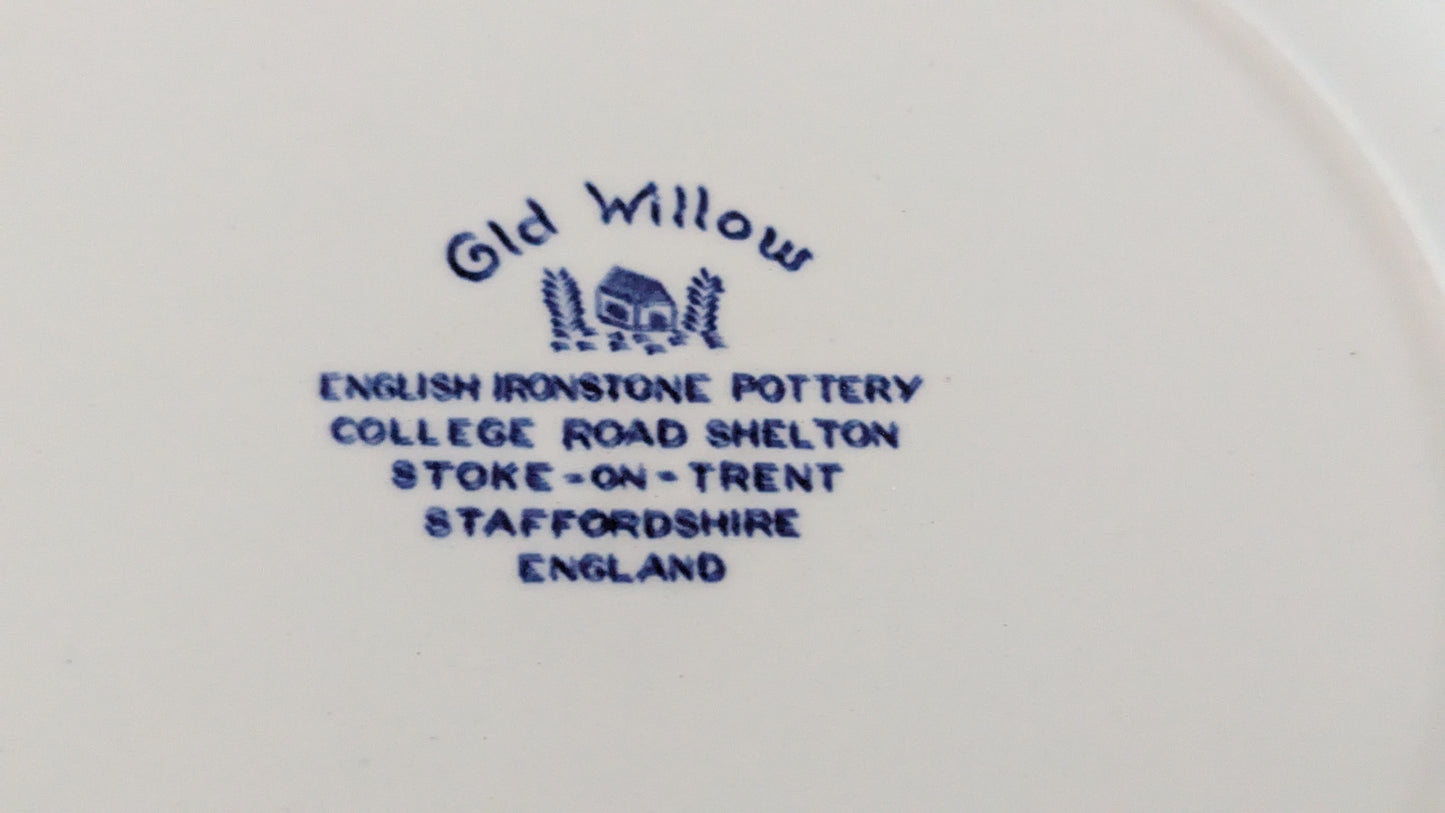 Old Willow
ENGLISH IRONSTONE POTTERY
COLLEGE ROAD SHELTON
STOKE-ON-TRENT
STAFFORDSHIRE
ENGLAND